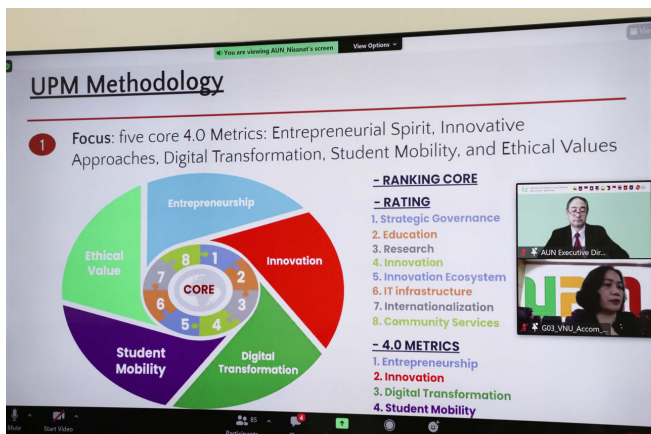 You are viewing AUN_Nisanat's screen
View Options
UPM Methodology
1
Focus: five core 4.0 Metrics: Entrepreneurial Spirit, Innovative
Approaches, Digital Transformation, Student Mobility, and Ethical Values
Entrepreneurship
Innovation
Digital
Transformation
Student
Mobility
Ethical
Value
CORE
1
2
3
4
5
6
7
8
- RANKING CORE
- RATING
1. Strategic Governance
2. Education
3. Research
4. Innovation
5. Innovation Ecosystem
6. IT infrastructure
7. Internationalization
8. Community Services
- 4.0 METRICS
1. Entrepreneurship
2. Innovation
3. Digital Transformation
4. Student Mobility
AUN Executive Dir...
UPM
G03_VNU_Accom_...
Mute
Start Video
85
4